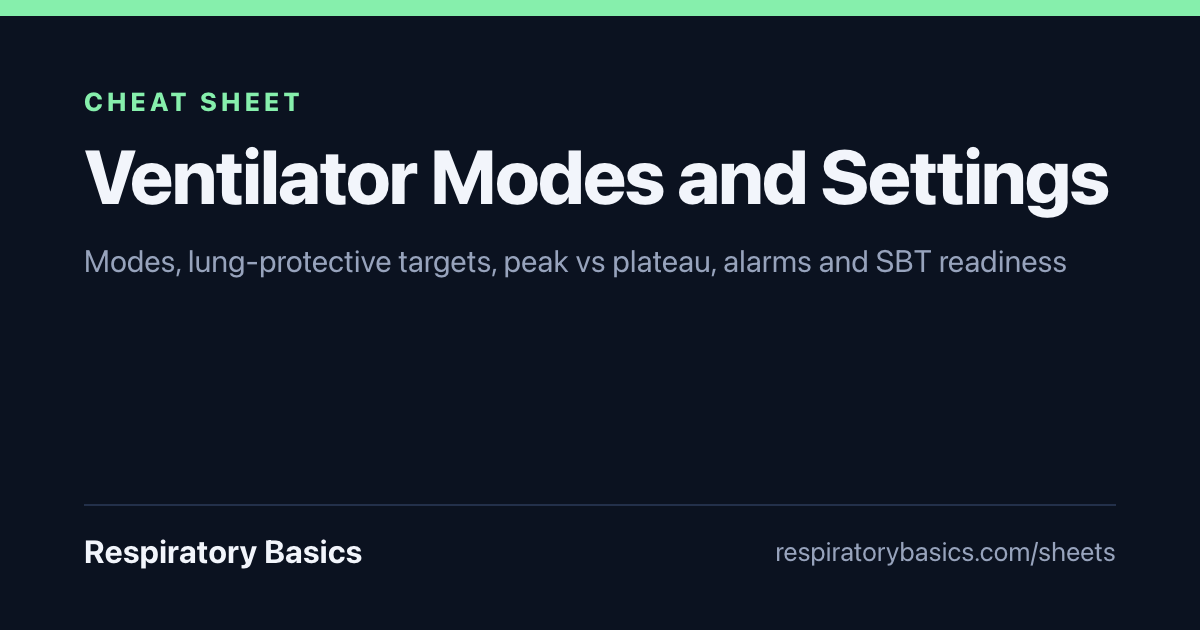 CHEAT SHEET
Ventilator Modes and Settings
Modes, lung-protective targets, peak vs plateau, alarms and SBT readiness
Respiratory Basics
respiratorybasics.com/sheets